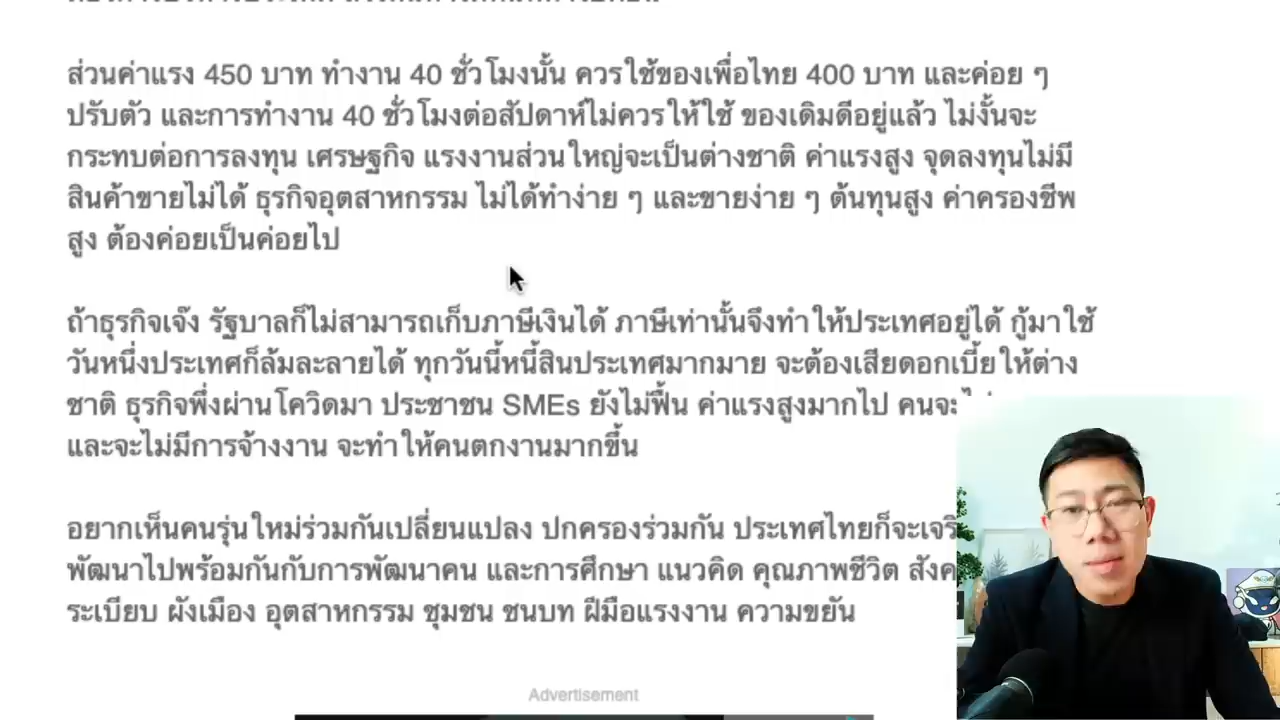 ส่วนค่าแรง 450 บาท ทำงาน 40 ชั่วโมงนั้น ควรใช้ของเพื่อไทย 400 บาท และค่อย ๆ
ปรับตัว และการทำงาน 40 ชั่วโมงต่อสัปดาห์ไม่ควรให้ใช้ ของเดิมดีอยู่แล้ว ไม่งั้นจะ
กระทบต่อการลงทุน เศรษฐกิจ แรงงานส่วนใหญ่จะเป็นต่างชาติ ค่าแรงสูง จุดลงทุนไม่มี
สินค้าขายไม่ได้ ธุรกิจอุตสาหกรรม ไม่ได้ทำง่าย ๆ และขายง่าย ๆ ต้นทุนสูง ค่าครองชีพ
สูง ต้องค่อยเป็นค่อยไป
ถ้าธุรกิจเจ๊ง รัฐบาลก็ไม่สามารถเก็บภาษีเงินได้ ภาษีเท่านั้นจึงทำให้ประเทศอยู่ได้ กู้มาใช้
วันหนึ่งประเทศก็ล้มละลายได้ ทุกวันนี้หนี้สินประเทศมากมาย จะต้องเสียดอกเบี้ยให้ต่าง
ชาติ ธุรกิจพึ่งผ่านโควิดมา ประชาชน SMEs ยังไม่ฟื้น ค่าแรงสูงมากไป คนจะ
และจะไม่มีการจ้างงาน จะทำให้คนตกงานมากขึ้น
อยากเห็นคนรุ่นใหม่ร่วมกันเปลี่ยนแปลง ปกครองร่วมกัน ประเทศไทยก็จะ
พัฒนาไปพร้อมกันกับการพัฒนาคน และการศึกษา แนวคิด คุณภาพชีวิต
ระเบียบ ผังเมือง อุตสาหกรรม ชุมชน ชนบท ฝีมือแรงงาน ความขยัน
Advertisement